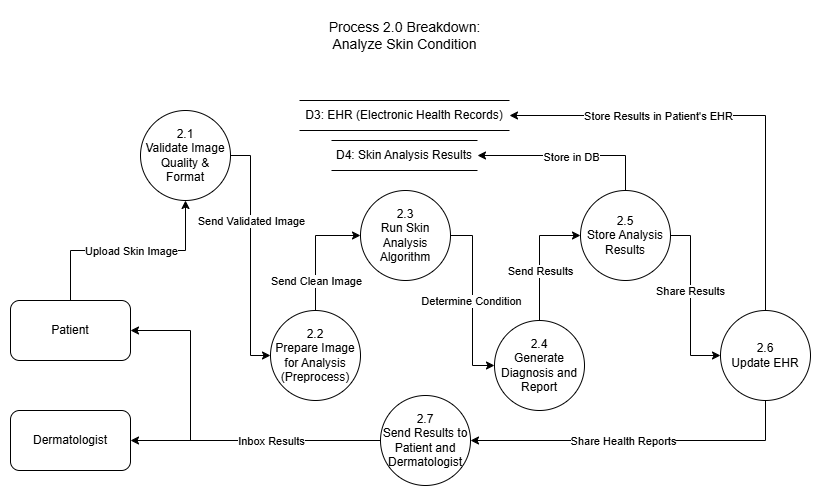 Process 2.0 Breakdown:
Analyze Skin Condition
D3: EHR (Electronic Health Records)
Store Results in Patient's EHR
2.1
Validate Image
Quality &
Format
D4: Skin Analysis Results
Store in DB
2.3
Run Skin
Analysis
Algorithm
2.5
Store Analysis
Results
Send Validated Image
Upload Skin Image
Send Clean Image
Send Results
Share Results
Determine Condition
Patient
2.2
Prepare Image
for Analysis
(Preprocess)
2.4
Generate
Diagnosis and
Report
2.6
Update EHR
Dermatologist
Inbox Results
2.7
Send Results to
Patient and
Dermatologist
Share Health Reports